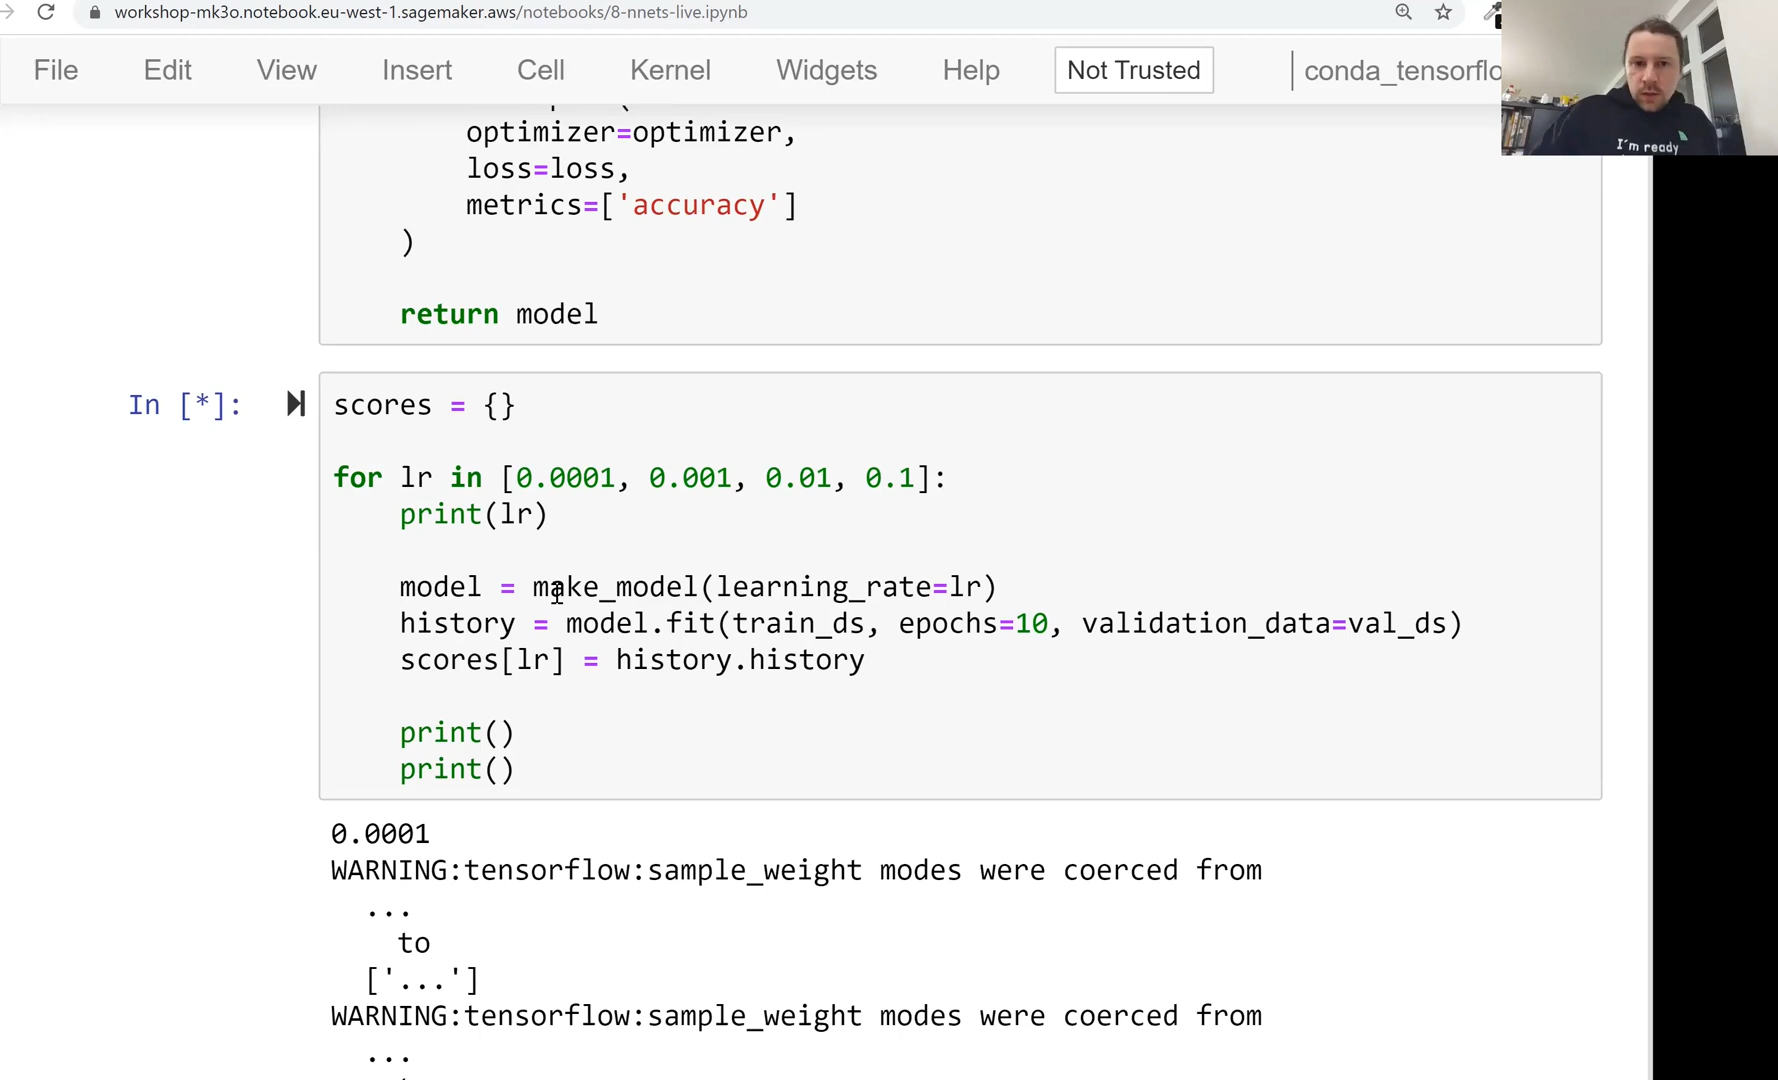 workshop-mk3o.notebook.eu-west-1.sagemaker.aws/notebooks/8-nnets-live.ipynb
File Edit View Insert Cell Kernel Widgets Help Not Trusted conda_tensorflo
I´m ready
optimizer=optimizer,
loss=loss,
metrics=['accuracy']
)
return model
In [*]: scores = {}
for lr in [0.0001, 0.001, 0.01, 0.1]:
print(lr)
model = make_model(learning_rate=lr)
history = model.fit(train_ds, epochs=10, validation_data=val_ds)
scores[lr] = history.history
print()
print()
0.0001
WARNING:tensorflow:sample_weight modes were coerced from
...
to
['...']
WARNING:tensorflow:sample_weight modes were coerced from
...